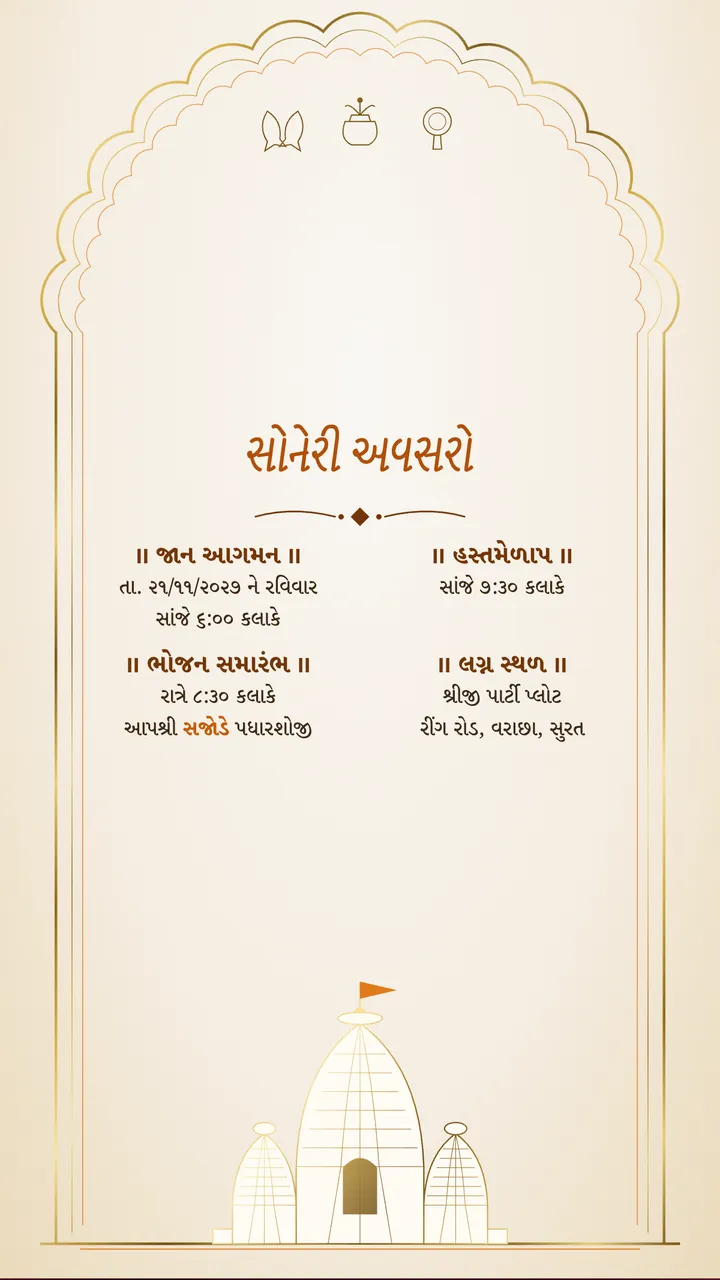 સોનેરી અવસરો
॥ જાન આગમન ॥
તા. ૨૧/૧૧/૨૦૨૭ ને રવિવાર
સાંજે ૬:૦૦ કલાકે
॥ હસ્તમેળાપ ॥
સાંજે ૭:૩૦ કલાકે
॥ ભોજન સમારંભ ॥
રાત્રે ૮:૩૦ કલાકે
આપશ્રી સજોડે પધારશોજી
॥ લગ્ન સ્થળ ॥
શ્રીજી પાર્ટી પ્લોટ
રીંગ રોડ, વરાછા, સુરત